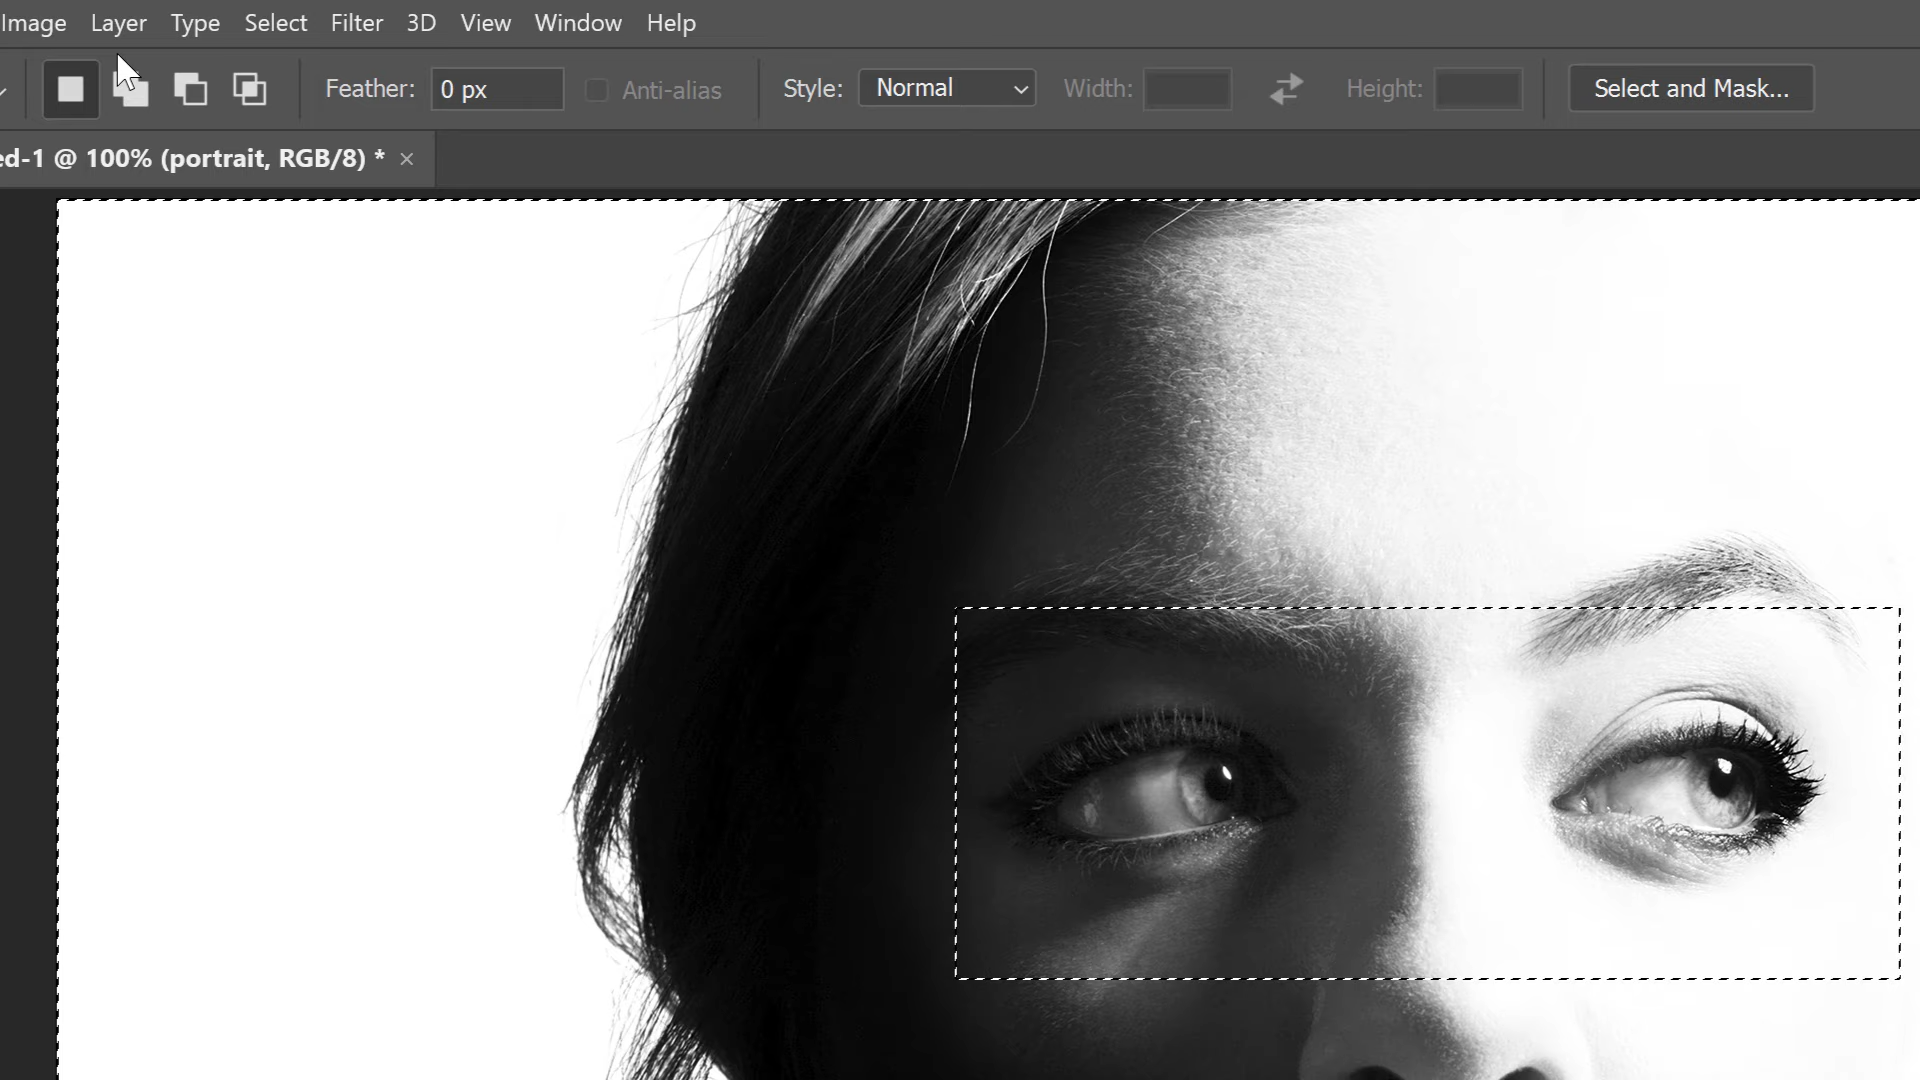 Image Layer Type Select Filter 3D View Window Help
Feather: 0 px Anti-alias Style: Normal Width: Height: Select and Mask...
ed-1 @ 100% (portrait, RGB/8) * ×